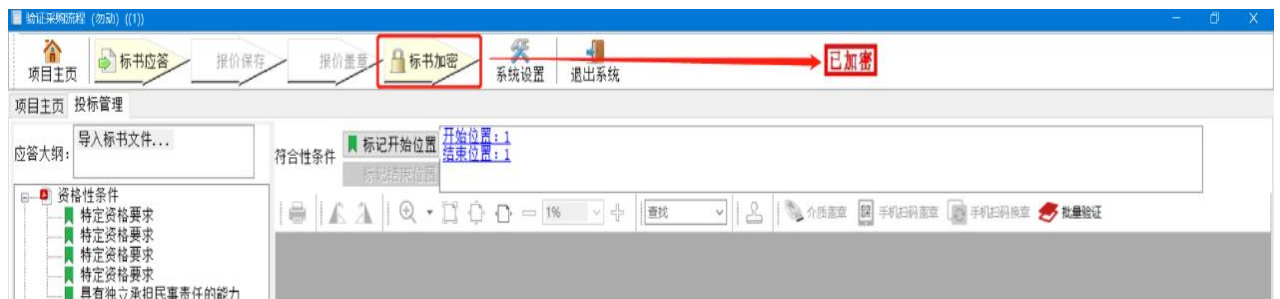 验证采购流程 (勿动) ((1))
项目主页 标书应答 报价保存 报价盖章 标书加密 系统设置 退出系统 已加密
项目主页 投标管理
应答大纲: 导入标书文件...
符合性条件 标记开始位置 开始位置:1
标记结束位置 结束位置:1
资格性条件
1% 查找 介质盖章 手机扫码盖章 手机扫码换章 批量验证
特定资格要求
特定资格要求
特定资格要求
特定资格要求
具有独立承担民事责任的能力